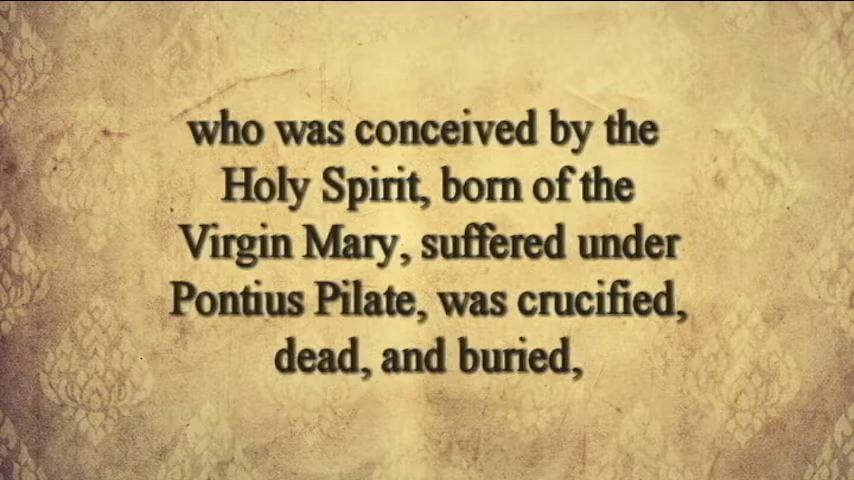 who was conceived by the
Holy Spirit, born of the
Virgin Mary, suffered under
Pontius Pilate, was crucified,
dead, and buried,